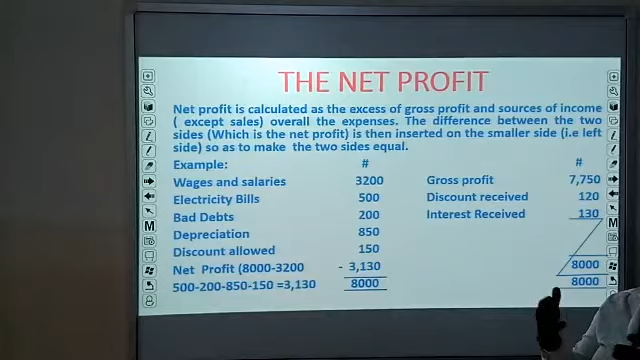 THE NET PROFIT
Net profit is calculated as the excess of gross profit and sources of income
( except sales) overall the expenses. The difference between the two
sides (Which is the net profit) is then inserted on the smaller side (i.e left
side) so as to make the two sides equal.
Example: # #
Wages and salaries 3200 Gross profit 7,750
Electricity Bills 500 Discount received 120
Bad Debts 200 Interest Received 130
Depreciation 850
Discount allowed 150
Net Profit (8000-3200 - 3,130 8000
500-200-850-150 =3,130 8000 8000
M
M